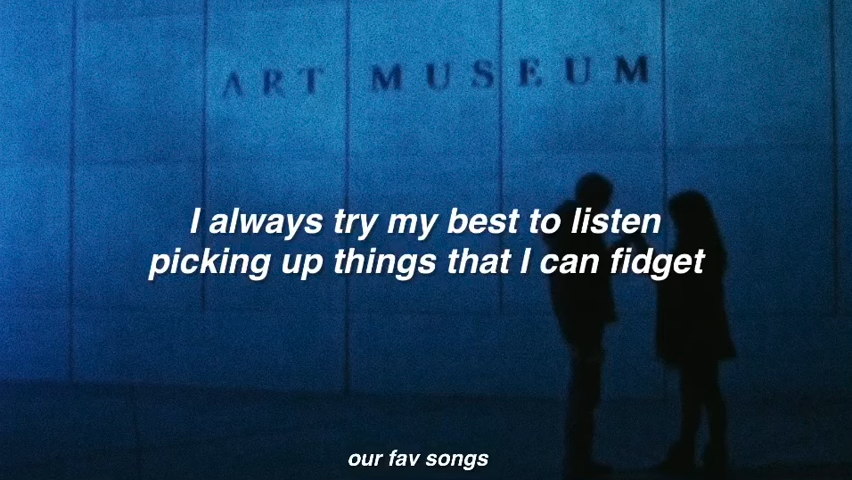 ART MUSEUM
I always try my best to listen
picking up things that I can fidget
our fav songs